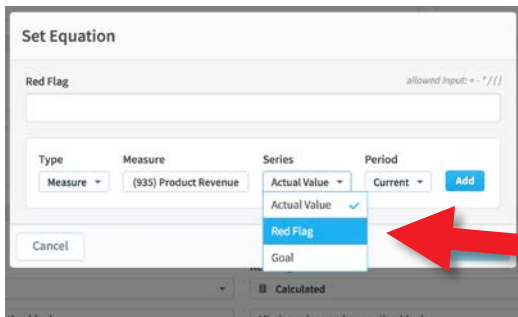 Set Equation
Red Flag allowed input: + - * / ( )
Type Measure Series Period
Measure (935) Product Revenue Actual Value Current Add
Actual Value
Red Flag
Goal
Cancel
Calculated